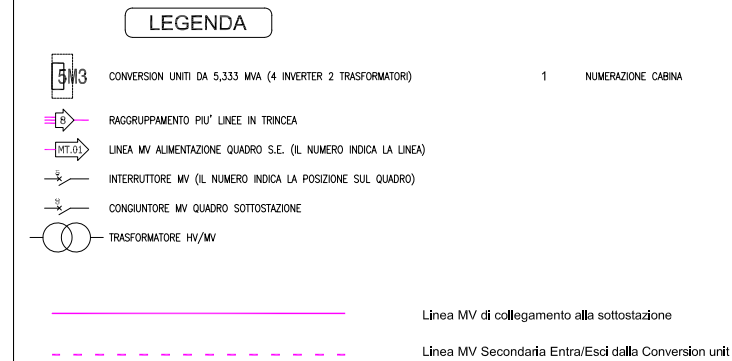 LEGENDA
5M3 CONVERSION UNITI DA 5,333 MVA (4 INVERTER 2 TRASFORMATORI) 1 NUMERAZIONE CABINA
8 RAGGRUPPAMENTO PIU' LINEE IN TRINCEA
MT.01 LINEA MV ALIMENTAZIONE QUADRO S.E. (IL NUMERO INDICA LA LINEA)
INTERRUTTORE MV (IL NUMERO INDICA LA POSIZIONE SUL QUADRO)
CONGIUNTORE MV QUADRO SOTTOSTAZIONE
TRASFORMATORE HV/MV
Linea MV di collegamento alla sottostazione
Linea MV Secondaria Entra/Esci dalla Conversion unit